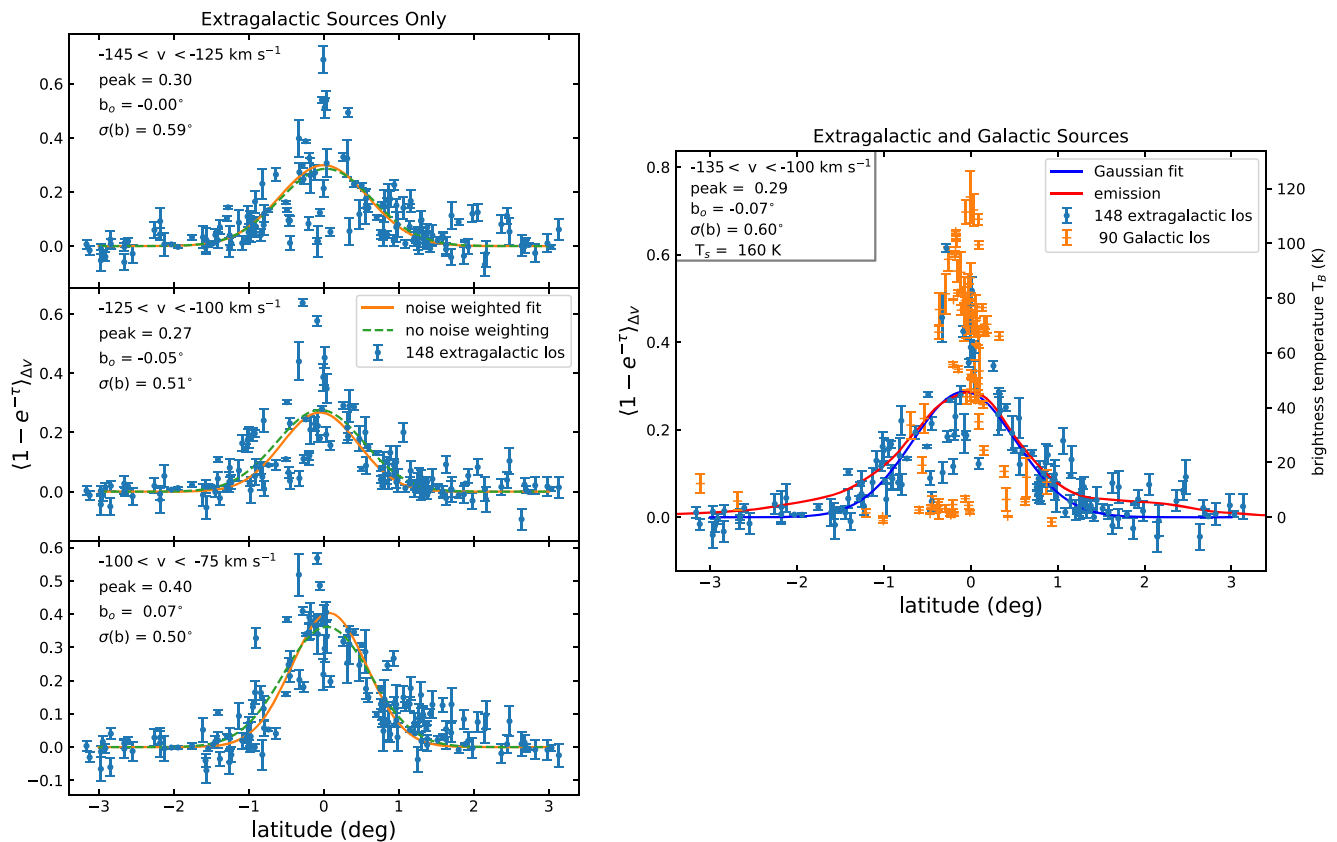 Extragalactic Sources Only
-145 < v < -125 km s⁻¹
peak = 0.30
bₒ = -0.00°
σ(b) = 0.59°
0.6
0.4
0.2
0.0
-125 < v < -100 km s⁻¹
peak = 0.27
bₒ = -0.05°
σ(b) = 0.51°
noise weighted fit
no noise weighting
148 extragalactic los
0.6
0.4
0.2
0.0
⟨1 − e^{−τ}⟩_{Δv}
-100 < v < -75 km s⁻¹
peak = 0.40
bₒ = 0.07°
σ(b) = 0.50°
0.6
0.5
0.4
0.3
0.2
0.1
0.0
−0.1
−3 −2 −1 0 1 2 3
latitude (deg)
Extragalactic and Galactic Sources
-135 < v < -100 km s⁻¹
peak = 0.29
bₒ = -0.07°
σ(b) = 0.60°
Tₛ = 160 K
Gaussian fit
emission
148 extragalactic los
90 Galactic los
0.8
0.6
0.4
0.2
0.0
⟨1 − e^{−τ}⟩_{Δv}
120
100
80
60
40
20
0
brightness temperature T_B (K)
−3 −2 −1 0 1 2 3
latitude (deg)